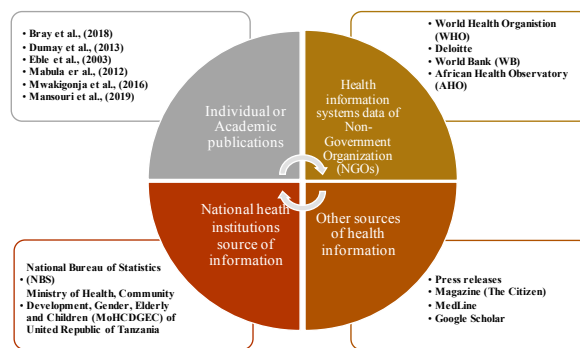 • Bray et al., (2018)
• Dumay et al., (2013)
• Eble et al., (2003)
• Mabula er al., (2012)
• Mwakigonja et al., (2016)
• Mansouri et al., (2019)
• World Health Organistion
(WHO)
• Deloitte
• World Bank (WB)
• African Health Observatory
(AHO)
Individual or
Academic
publications
Health
information
systems data of
Non-
Government
Organization
(NGOs)
National heath
institutions
source of
information
Other sources
of health
information
National Bureau of Statistics
• (NBS)
Ministry of Health, Community
• Development, Gender, Elderly
and Children (MoHCDGEC) of
United Republic of Tanzania
• Press releases
• Magazine (The Citizen)
• MedLine
• Google Scholar